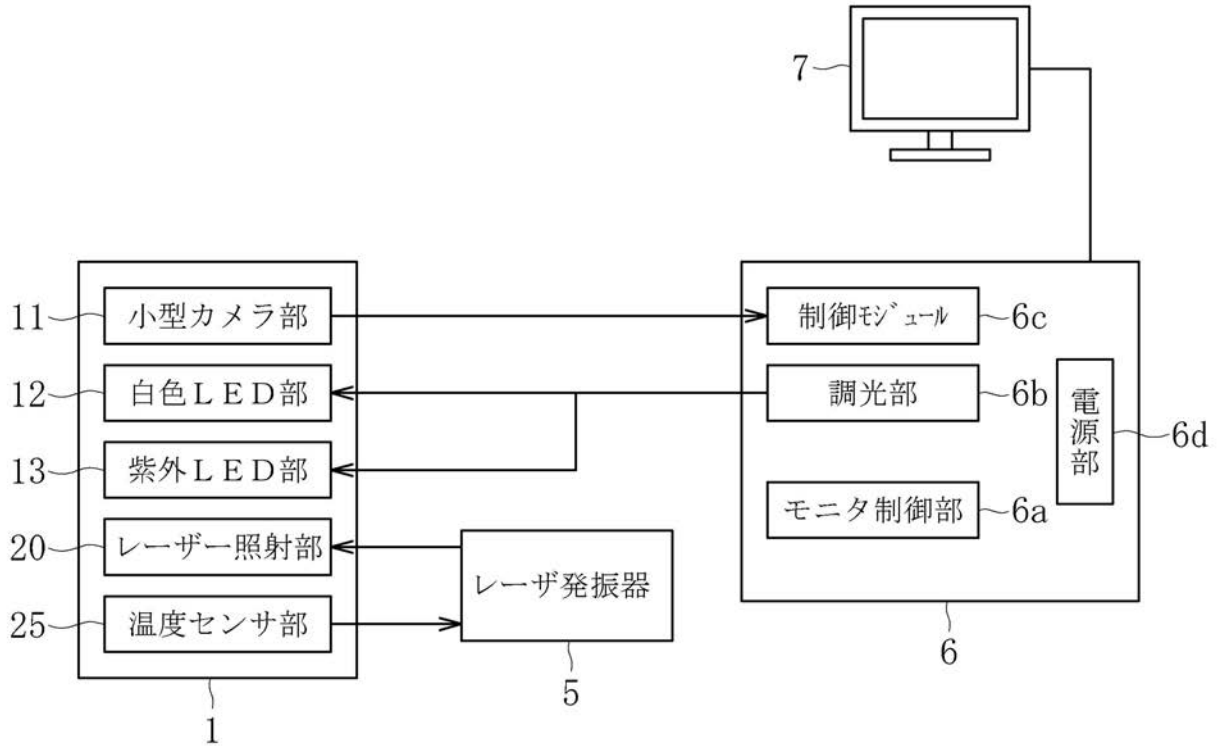 7
11
小型カメラ部
制御ﾓｼﾞｭｰﾙ
6c
12
白色ＬＥＤ部
調光部
6b
電源部
6d
13
紫外ＬＥＤ部
モニタ制御部
6a
20
レーザー照射部
レーザ発振器
25
温度センサ部
5
6
1